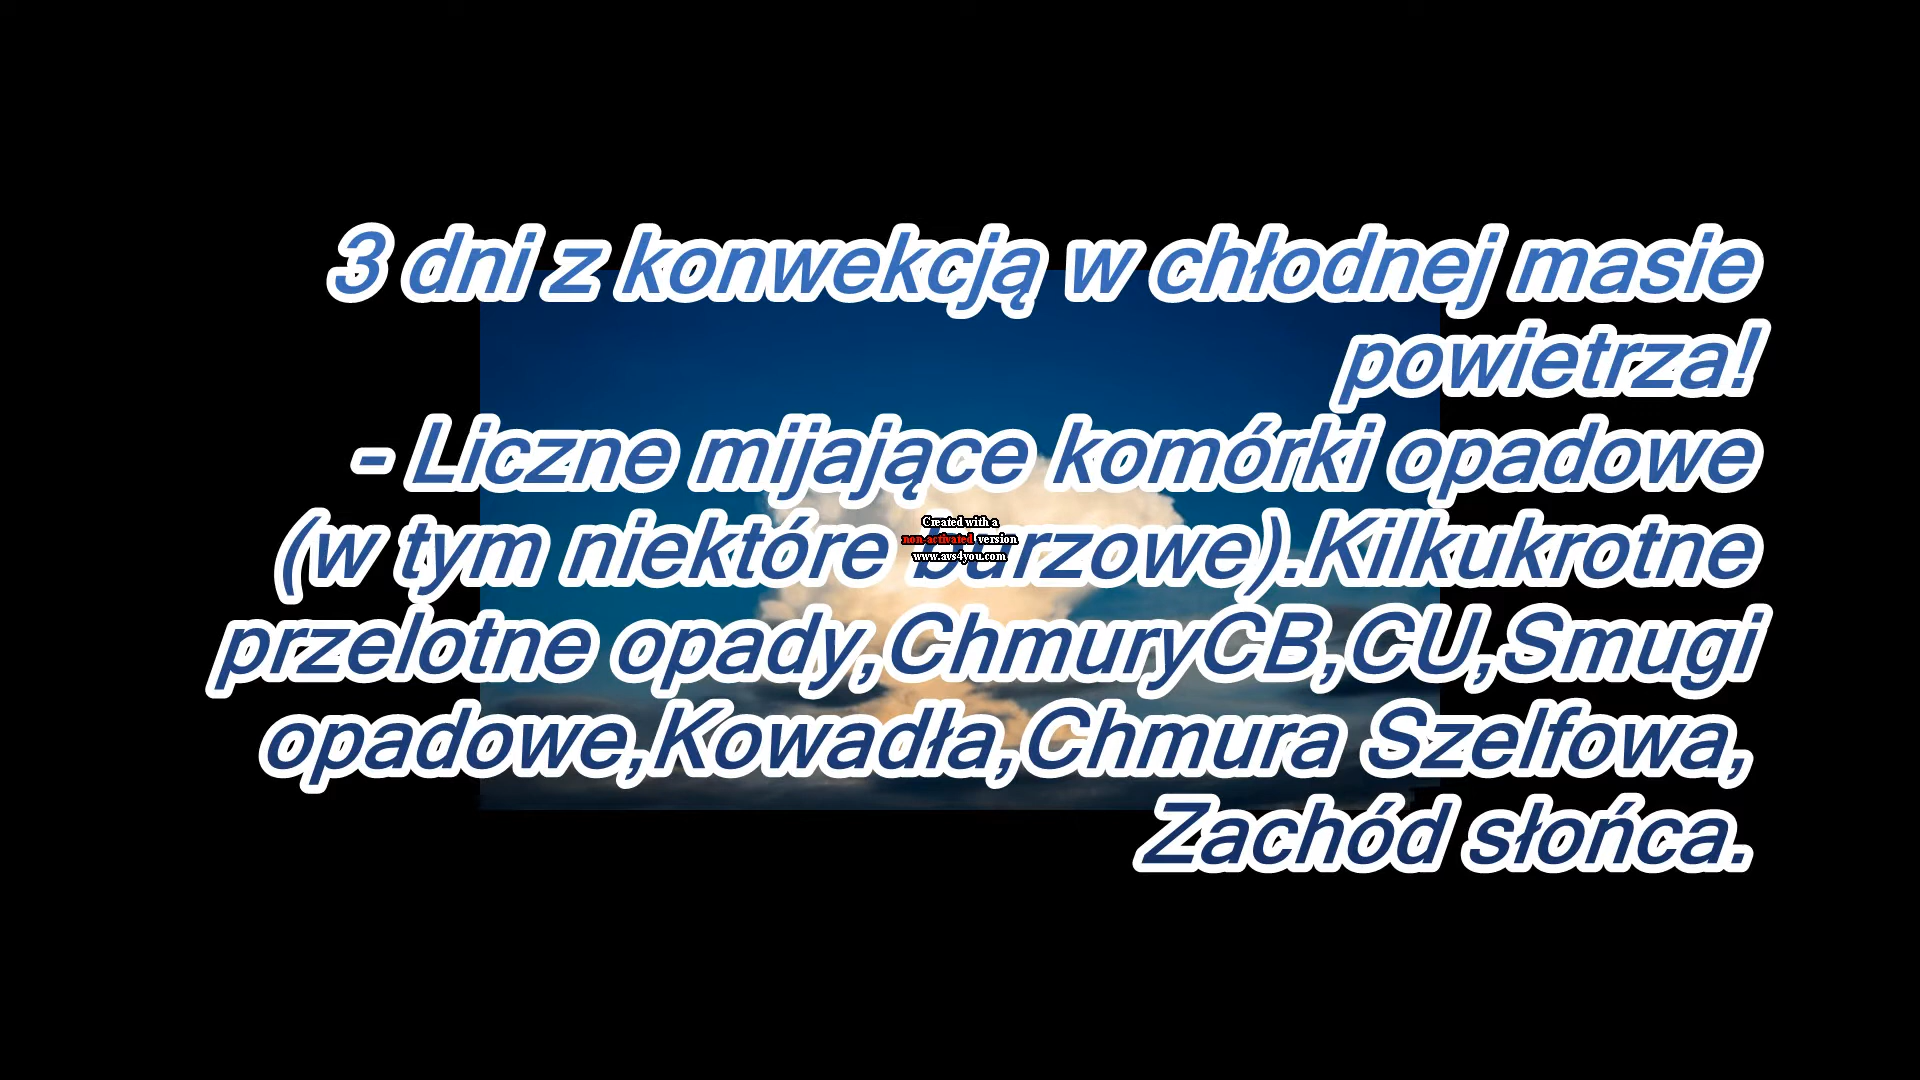 3 dni z konwekcją w chłodnej masie
powietrza!
- Liczne mijające komórki opadowe
(w tym niektóre burzowe).Kilkukrotne
przelotne opady,ChmuryCB,CU,Smugi
opadowe,Kowadła,Chmura Szelfowa,
Zachód słońca.
Created with a
non activated version
www.avs4you.com